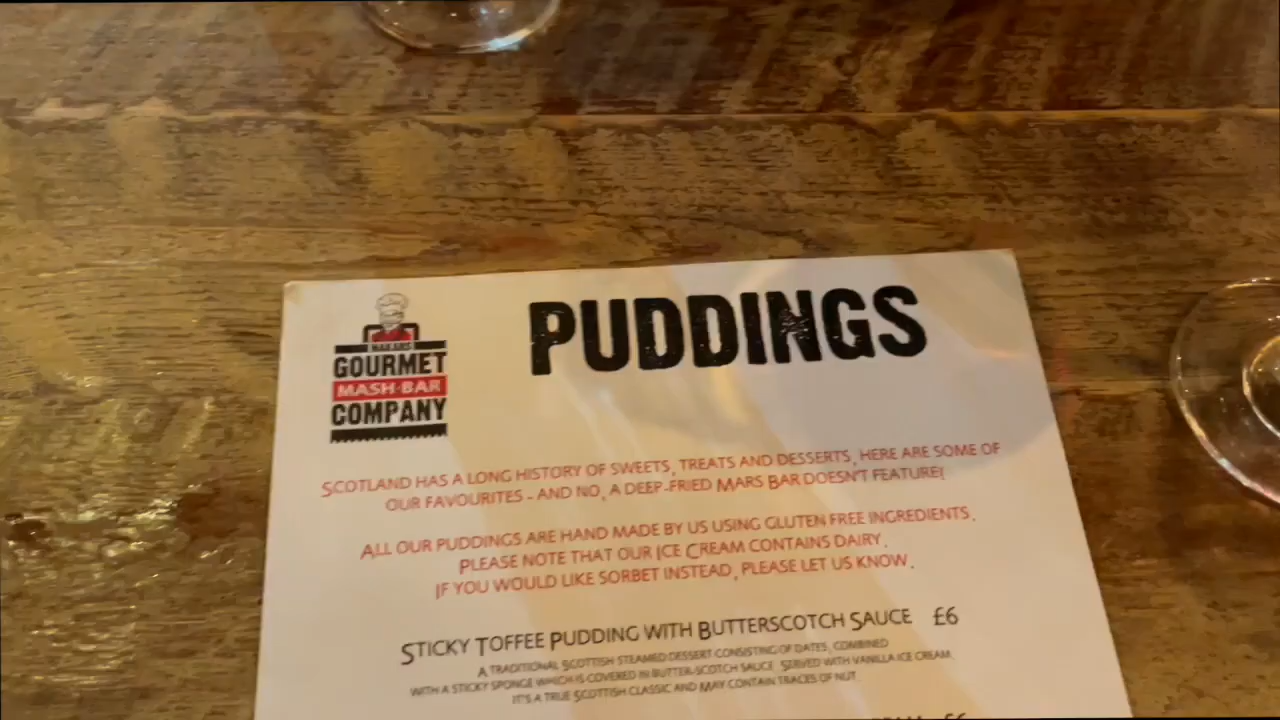 MAKARS
GOURMET
MASH-BAR
COMPANY
PUDDINGS
SCOTLAND HAS A LONG HISTORY OF SWEETS, TREATS AND DESSERTS, HERE ARE SOME OF
OUR FAVOURITES - AND NO, A DEEP-FRIED MARS BAR DOESN'T FEATURE!
ALL OUR PUDDINGS ARE HAND MADE BY US USING GLUTEN FREE INGREDIENTS.
PLEASE NOTE THAT OUR ICE CREAM CONTAINS DAIRY.
IF YOU WOULD LIKE SORBET INSTEAD, PLEASE LET US KNOW.
STICKY TOFFEE PUDDING WITH BUTTERSCOTCH SAUCE £6
A TRADITIONAL SCOTTISH STEAMED DESSERT CONSISTING OF DATES, COMBINED
WITH A STICKY SPONGE WHICH IS COVERED IN BUTTER-SCOTCH SAUCE. SERVED WITH VANILLA ICE CREAM.
IT'S A TRUE SCOTTISH CLASSIC AND MAY CONTAIN TRACES OF NUT.
£6